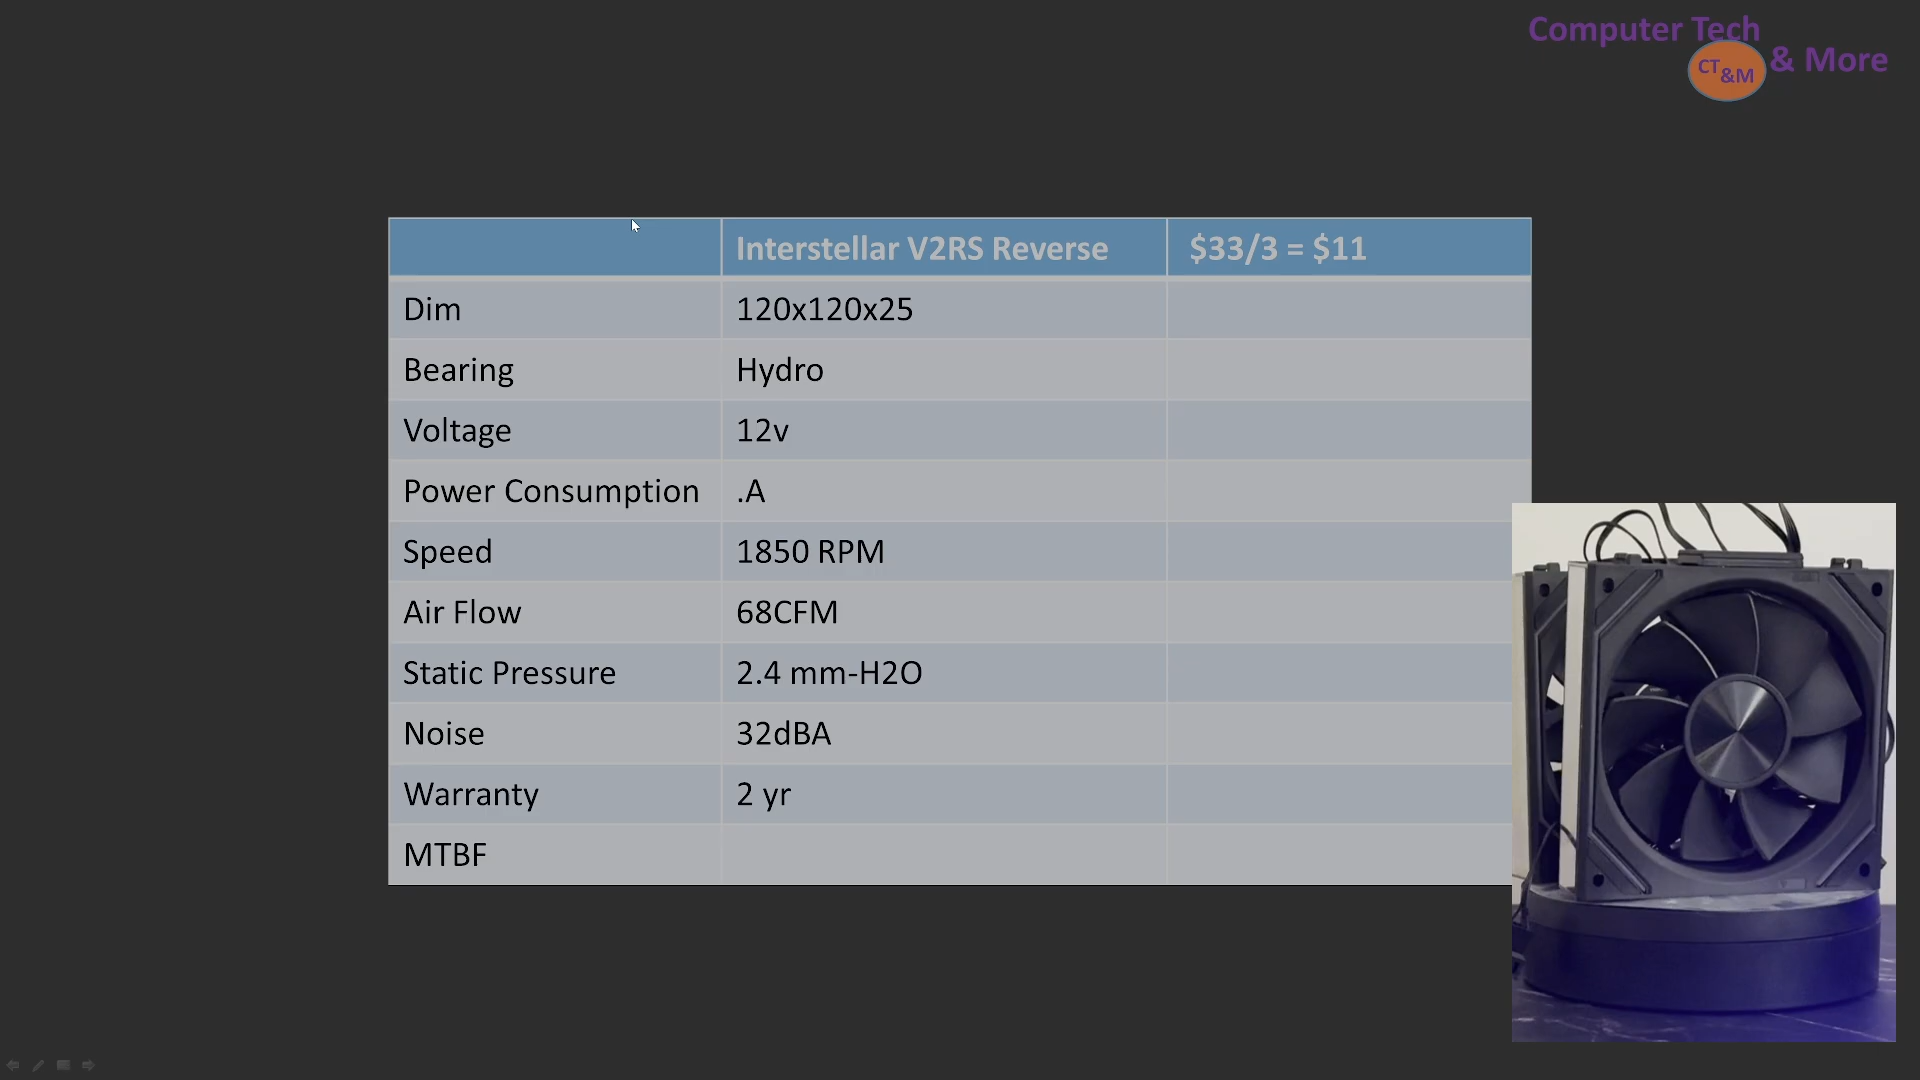 Computer Tech
& More
CT
&M
Interstellar V2RS Reverse $33/3 = $11
Dim 120x120x25
Bearing Hydro
Voltage 12v
Power Consumption .A
Speed 1850 RPM
Air Flow 68CFM
Static Pressure 2.4 mm-H2O
Noise 32dBA
Warranty 2 yr
MTBF